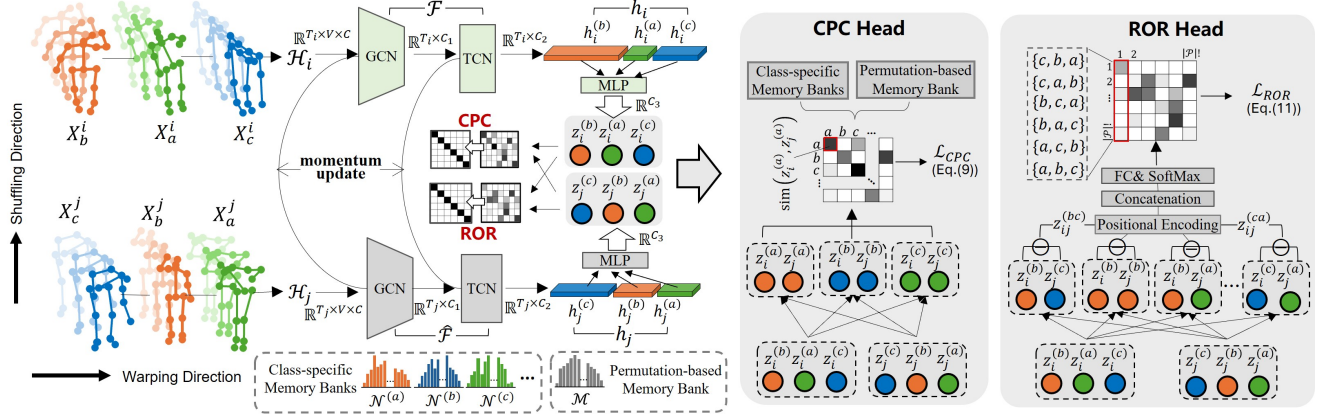 Shuffling Direction
Warping Direction
X_b^i
X_a^i
X_c^i
X_c^j
X_b^j
X_a^j
ℋ_i
ℝ^{T_i×V×C}
GCN
ℱ
ℝ^{T_i×C_1}
TCN
ℝ^{T_i×C_2}
h_i
h_i^{(b)} h_i^{(a)} h_i^{(c)}
MLP
ℝ^{C_3}
CPC
z_i^{(b)} z_i^{(a)} z_i^{(c)}
momentum
update
z_j^{(c)} z_j^{(b)} z_j^{(a)}
ROR
ℝ^{C_3}
MLP
ℋ_j
ℝ^{T_j×V×C}
GCN
ℝ^{T_j×C_1}
TCN
ℝ^{T_j×C_2}
ℱ̂
h_j^{(c)} h_j^{(b)} h_j^{(a)}
h_j
Class-specific
Memory Banks
𝒩^{(a)} 𝒩^{(b)} 𝒩^{(c)}
...
ℳ
Permutation-based
Memory Bank
CPC Head
Class-specific
Memory Banks
Permutation-based
Memory Bank
a b c ...
a
b
c
⋮
sim(z_i^{(a)}, z_j^{(a)})
ℒ_{CPC}
(Eq.(9))
z_i^{(a)} z_j^{(a)}
z_i^{(b)} z_j^{(b)}
z_i^{(c)} z_j^{(c)}
z_i^{(b)} z_i^{(a)} z_i^{(c)}
z_j^{(c)} z_j^{(b)} z_j^{(a)}
ROR Head
{c, b, a}
{c, a, b}
{b, c, a}
{b, a, c}
{a, c, b}
{a, b, c}
1 2 |𝒫|!
1
2
⋮
|𝒫|!
ℒ_{ROR}
(Eq.(11))
FC& SoftMax
Concatenation
Positional Encoding
z_{ij}^{(bc)}
z_{ij}^{(ca)}
z_i^{(b)} z_j^{(c)}
z_i^{(b)} z_j^{(b)}
z_i^{(b)} z_j^{(a)}
...
z_i^{(c)} z_j^{(a)}
z_i^{(b)} z_i^{(a)} z_i^{(c)}
z_j^{(c)} z_j^{(b)} z_j^{(a)}